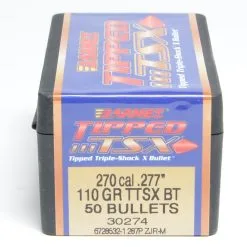 BARNES
TIPPED
TSX
Tipped Triple-Shock X Bullet
270 cal .277"
110 GR TTSX BT
50 BULLETS
30274